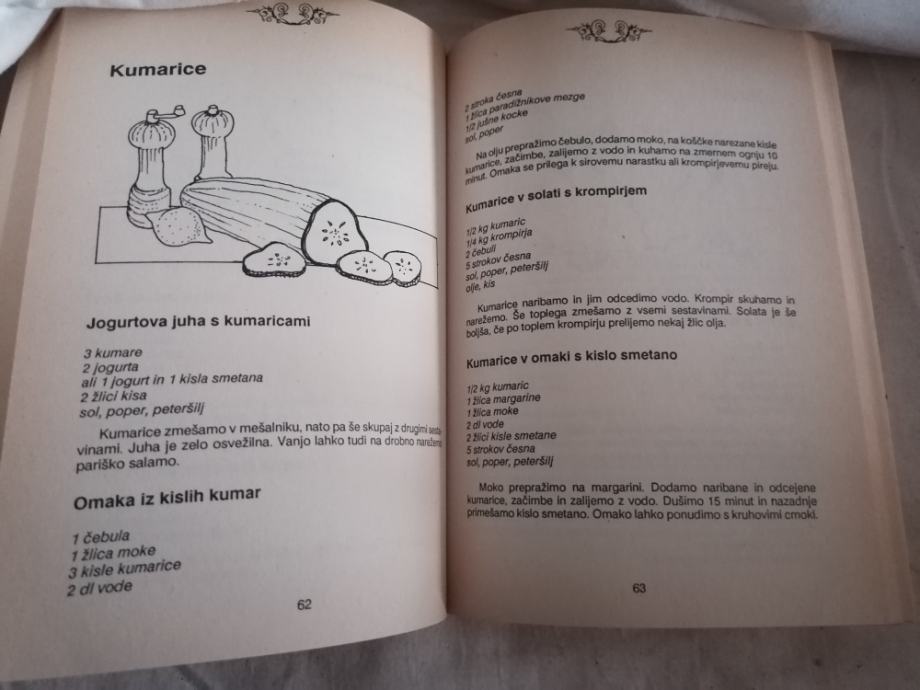 Kumarice
Jogurtova juha s kumaricami
3 kumare
2 jogurta
ali 1 jogurt in 1 kisla smetana
2 žlici kisa
sol, poper, peteršilj
Kumarice zmešamo v mešalniku, nato pa še skupaj z drugimi sesta-
vinami. Juha je zelo osvežilna. Vanjo lahko tudi na drobno narežemo
pariško salamo.
Omaka iz kislih kumar
1 čebula
1 žlica moke
3 kisle kumarice
2 dl vode
62
2 stroka česna
1 žlica paradižnikove mezge
1/2 jušne kocke
sol, poper
Na olju prepražimo čebulo, dodamo moko, na koščke narezane kisle
kumarice, začimbe, zalijemo z vodo in kuhamo na zmernem ognju 10
minut. Omaka se prilega k sirovemu narastku ali krompirjevemu pireju.
Kumarice v solati s krompirjem
1/2 kg kumaric
1/4 kg krompirja
2 čebuli
5 strokov česna
sol, poper, peteršilj
olje, kis
Kumarice naribamo in jim odcedimo vodo. Krompir skuhamo in
narežemo. Še toplega zmešamo z vsemi sestavinami. Solata je še
boljša, če po toplem krompirju prelijemo nekaj žlic olja.
Kumarice v omaki s kislo smetano
1/2 kg kumaric
1 žlica margarine
1 žlica moke
2 dl vode
2 žlici kisle smetane
5 strokov česna
sol, poper, peteršilj
Moko prepražimo na margarini. Dodamo naribane in odcejene
kumarice, začimbe in zalijemo z vodo. Dušimo 15 minut in nazadnje
primešamo kislo smetano. Omako lahko ponudimo s kruhovimi cmoki.
63